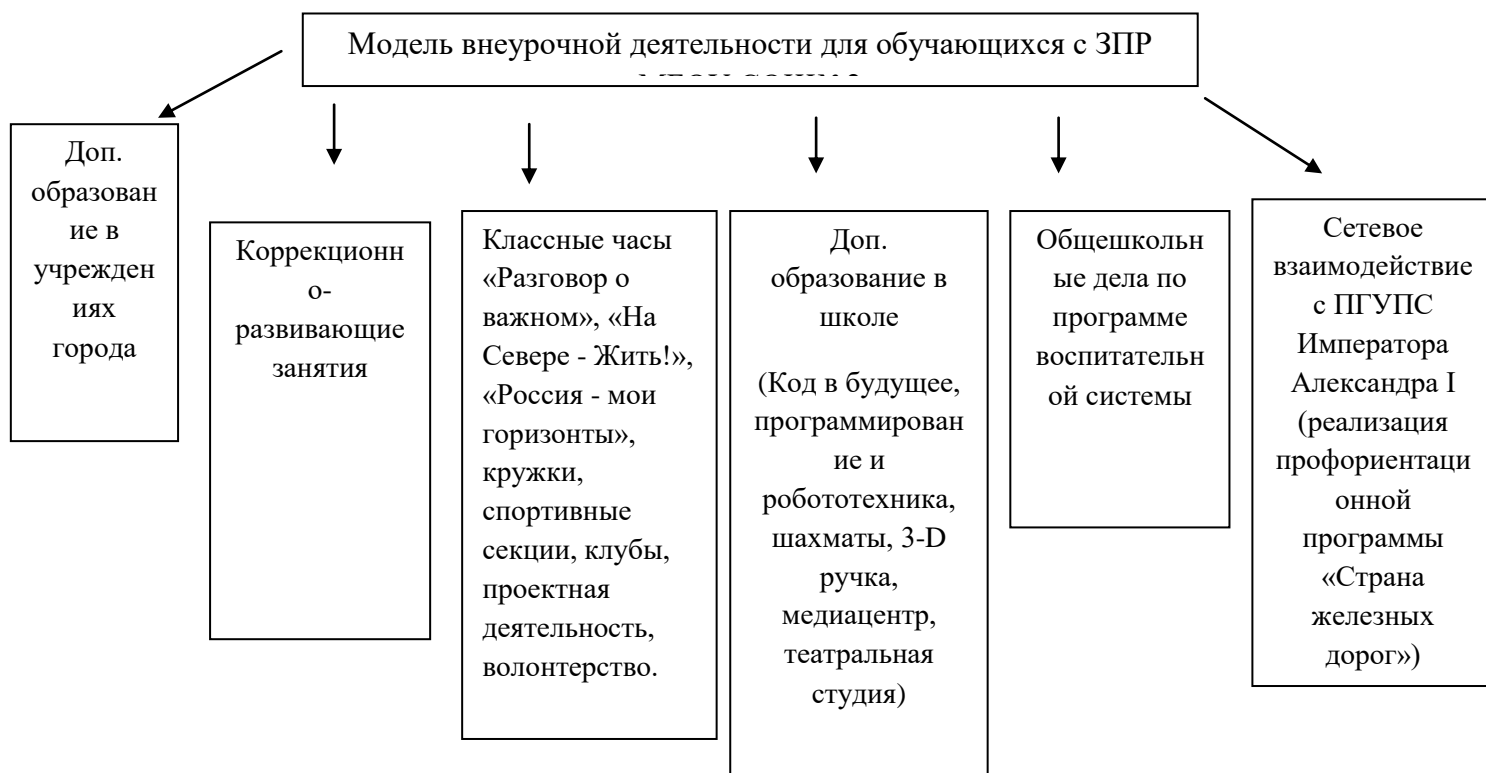 Модель внеурочной деятельности для обучающихся с ЗПР
Доп.
образован
ие в
учрежден
иях
города
Коррекционн
о-
развивающие
занятия
Классные часы
«Разговор о
важном», «На
Севере - Жить!»,
«Россия - мои
горизонты»,
кружки,
спортивные
секции, клубы,
проектная
деятельность,
волонтерство.
Доп.
образование в
школе
(Код в будущее,
программирован
ие и
робототехника,
шахматы, 3-D
ручка,
медиацентр,
театральная
студия)
Общешкольн
ые дела по
программе
воспитательн
ой системы
Сетевое
взаимодействие
с ПГУПС
Императора
Александра I
(реализация
профориентаци
онной
программы
«Страна
железных
дорог»)